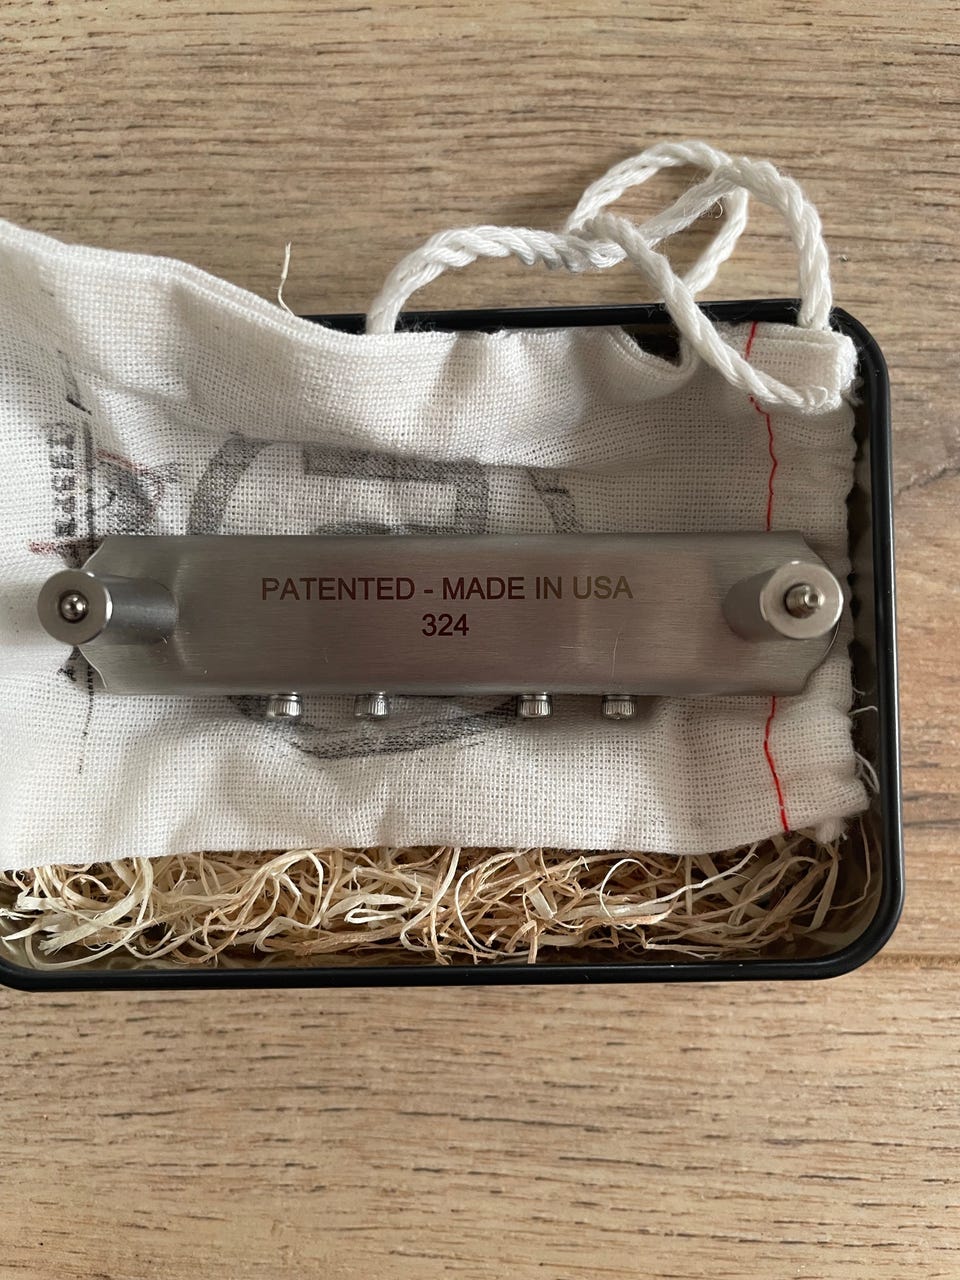 PATENTED - MADE IN USA
324